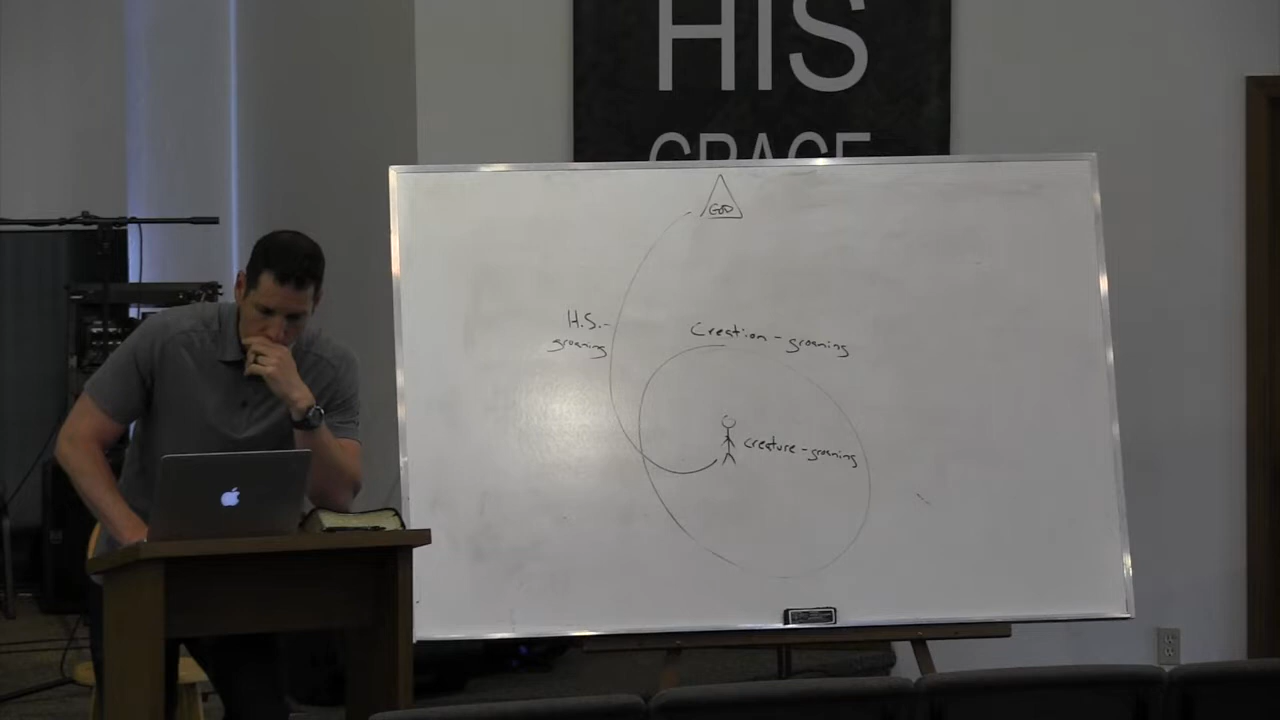 HIS
GRACE
GOD
H.S.-
groaning
Creation - groaning
creature - groaning